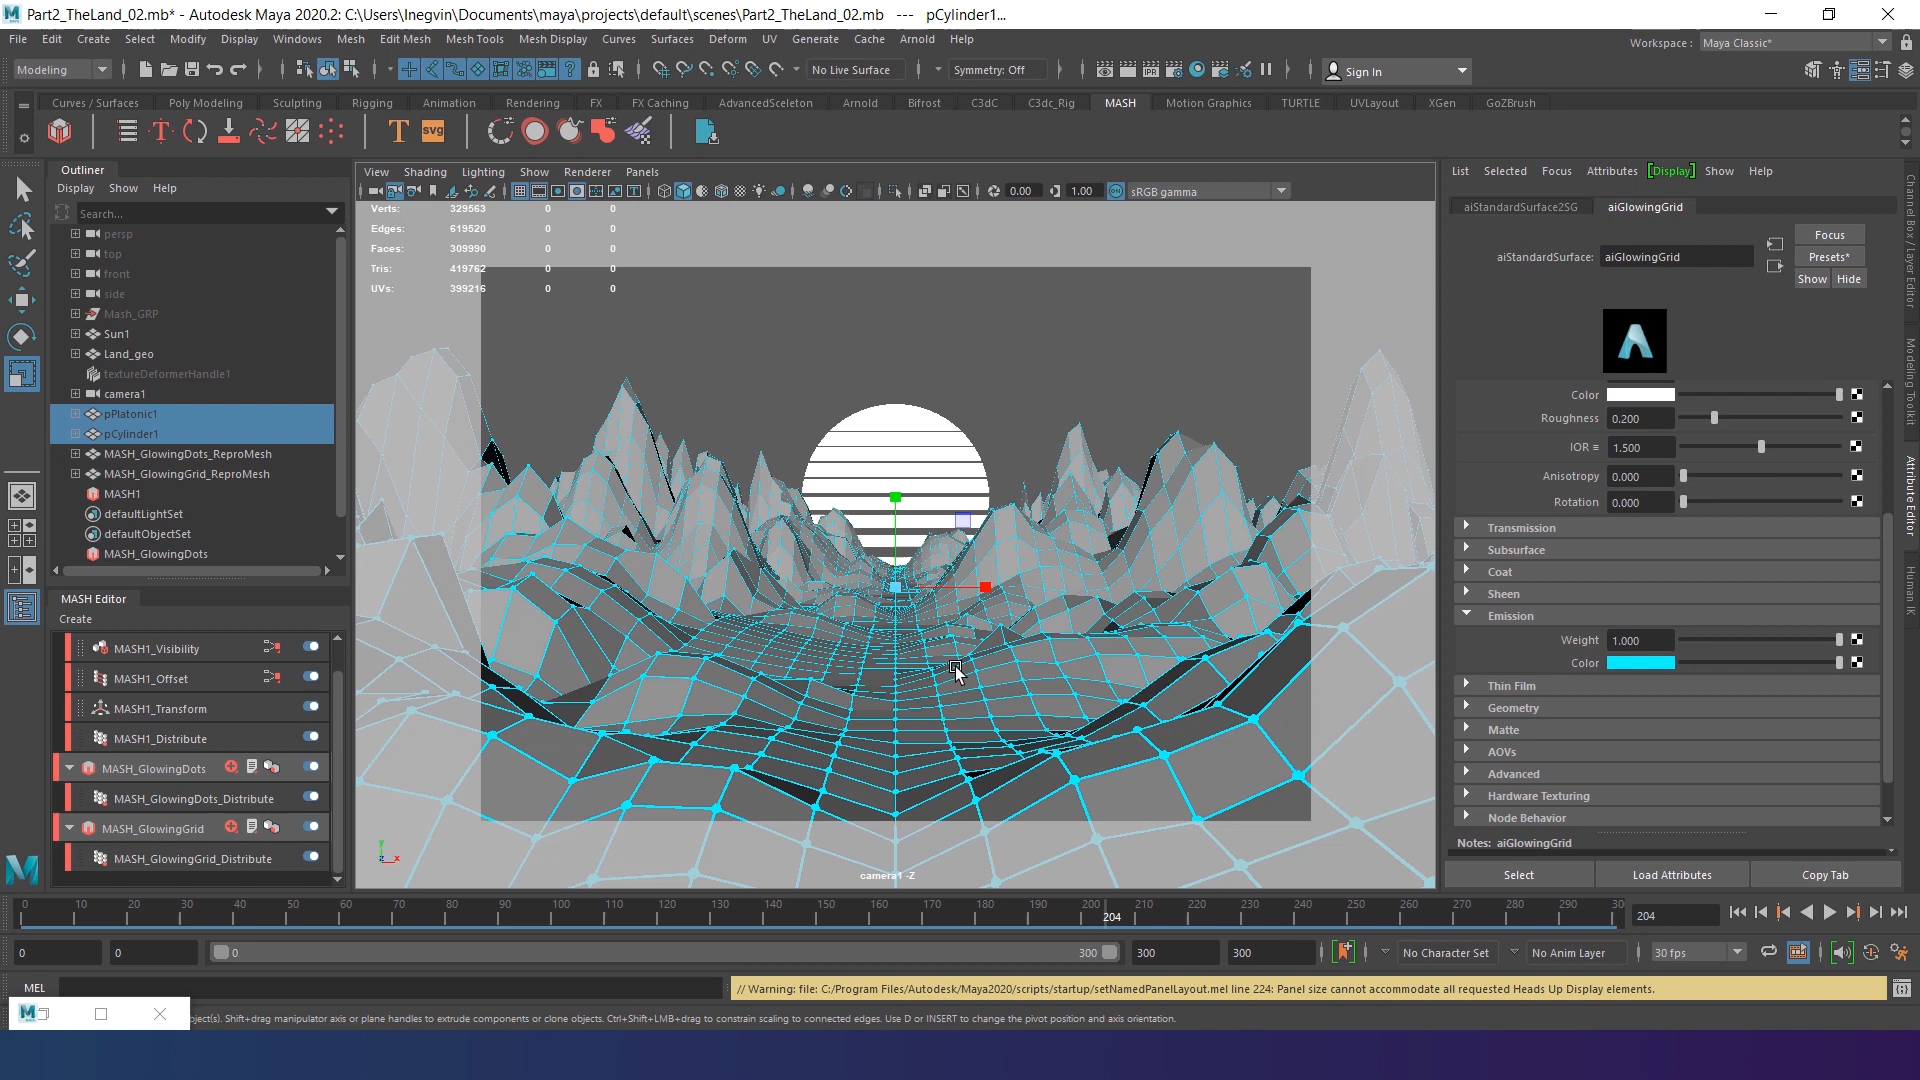 Part2_TheLand_02.mb* - Autodesk Maya 2020.2: C:\Users\Inegvin\Documents\maya\projects\default\scenes\Part2_TheLand_02.mb --- pCylinder1...
File Edit Create Select Modify Display Windows Mesh Edit Mesh Mesh Tools Mesh Display Curves Surfaces Deform UV Generate Cache Arnold Help
Workspace : Maya Classic*
Modeling
No Live Surface
Symmetry: Off
Sign In
Curves / Surfaces Poly Modeling Sculpting Rigging Animation Rendering FX FX Caching AdvancedSceleton Arnold Bifrost C3dC C3dc_Rig MASH Motion Graphics TURTLE UVLayout XGen GoZBrush
T
T
svg
Outliner
Display Show Help
Search...
persp
top
front
side
Mash_GRP
Sun1
Land_geo
textureDeformerHandle1
camera1
pPlatonic1
pCylinder1
MASH_GlowingDots_ReproMesh
MASH_GlowingGrid_ReproMesh
MASH1
defaultLightSet
defaultObjectSet
MASH_GlowingDots
MASH Editor
Create
MASH1_Visibility
MASH1_Offset
MASH1_Transform
MASH1_Distribute
MASH_GlowingDots
MASH_GlowingDots_Distribute
MASH_GlowingGrid
MASH_GlowingGrid_Distribute
View Shading Lighting Show Renderer Panels
0.00 1.00 ON sRGB gamma
Verts: 329563 0 0
Edges: 619520 0 0
Faces: 309990 0 0
Tris: 419762 0 0
UVs: 399216 0 0
y
z x
camera1 -Z
List Selected Focus Attributes [Display] Show Help
aiStandardSurface2SG aiGlowingGrid
aiStandardSurface: aiGlowingGrid
Focus
Presets*
Show Hide
Color
Roughness 0.200
IOR = 1.500
Anisotropy 0.000
Rotation 0.000
Transmission
Subsurface
Coat
Sheen
Emission
Weight 1.000
Color
Thin Film
Geometry
Matte
AOVs
Advanced
Hardware Texturing
Node Behavior
Notes: aiGlowingGrid
Select Load Attributes Copy Tab
Channel Box / Layer Editor
Modeling Toolkit
Attribute Editor
Human IK
0 10 20 30 40 50 60 70 80 90 100 110 120 130 140 150 160 170 180 190 200 210 220 230 240 250 260 270 280 290 30
204
204
0 0 0 300 300 300
No Character Set
No Anim Layer
30 fps
MEL
// Warning: file: C:/Program Files/Autodesk/Maya2020/scripts/startup/setNamedPanelLayout.mel line 224: Panel size cannot accommodate all requested Heads Up Display elements.
ject(s). Shift+drag manipulator axis or plane handles to extrude components or clone objects. Ctrl+Shift+LMB+drag to constrain scaling to connected edges. Use D or INSERT to change the pivot position and axis orientation.